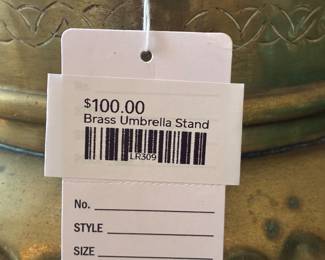 $100.00
Brass Umbrella Stand
LR309
No.
STYLE
SIZE